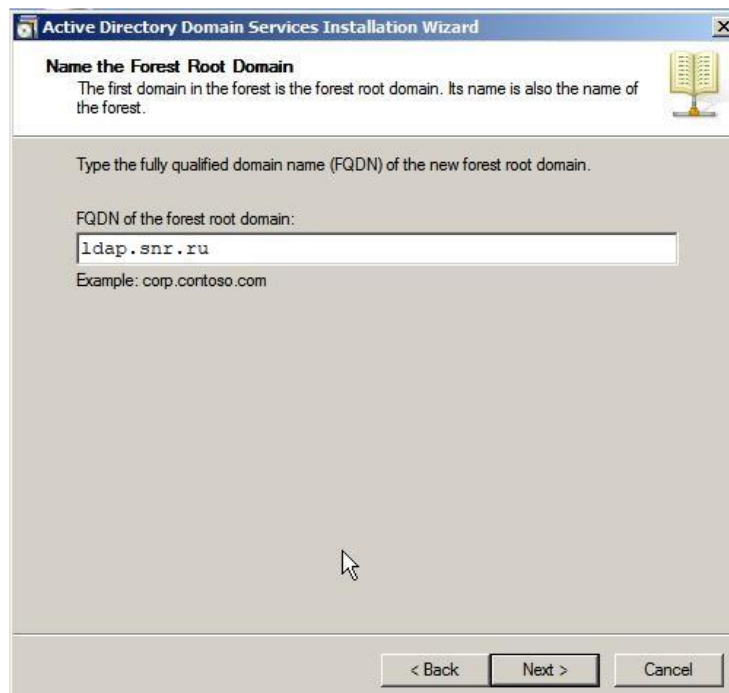 Active Directory Domain Services Installation Wizard
Name the Forest Root Domain
The first domain in the forest is the forest root domain. Its name is also the name of
the forest.
Type the fully qualified domain name (FQDN) of the new forest root domain.
FQDN of the forest root domain:
ldap.snr.ru
Example: corp.contoso.com
< Back
Next >
Cancel